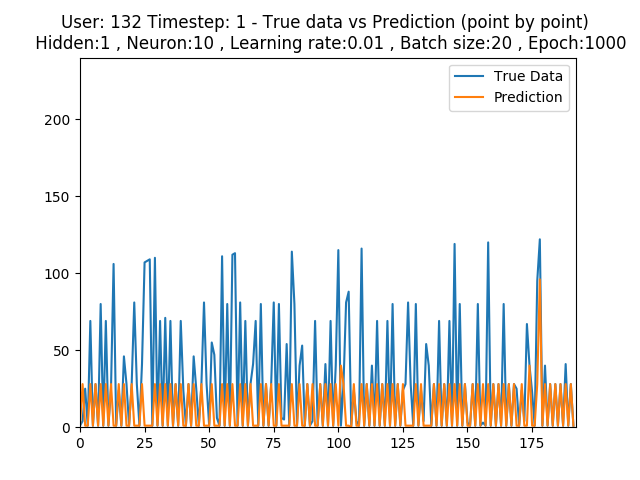 User: 132 Timestep: 1 - True data vs Prediction (point by point)
Hidden:1 , Neuron:10 , Learning rate:0.01 , Batch size:20 , Epoch:1000
True Data
Prediction
200
150
100
50
0
0 25 50 75 100 125 150 175